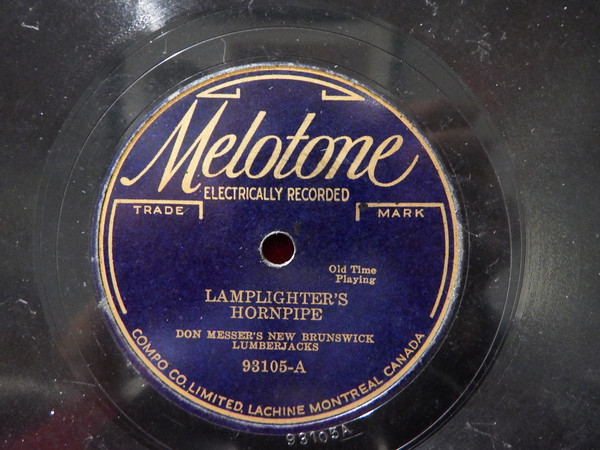 Melotone
ELECTRICALLY RECORDED
TRADE MARK
Old Time
Playing
LAMPLIGHTER'S
HORNPIPE
DON MESSER'S NEW BRUNSWICK
LUMBERJACKS
93105-A
COMPO CO. LIMITED, LACHINE MONTREAL CANADA
93105A